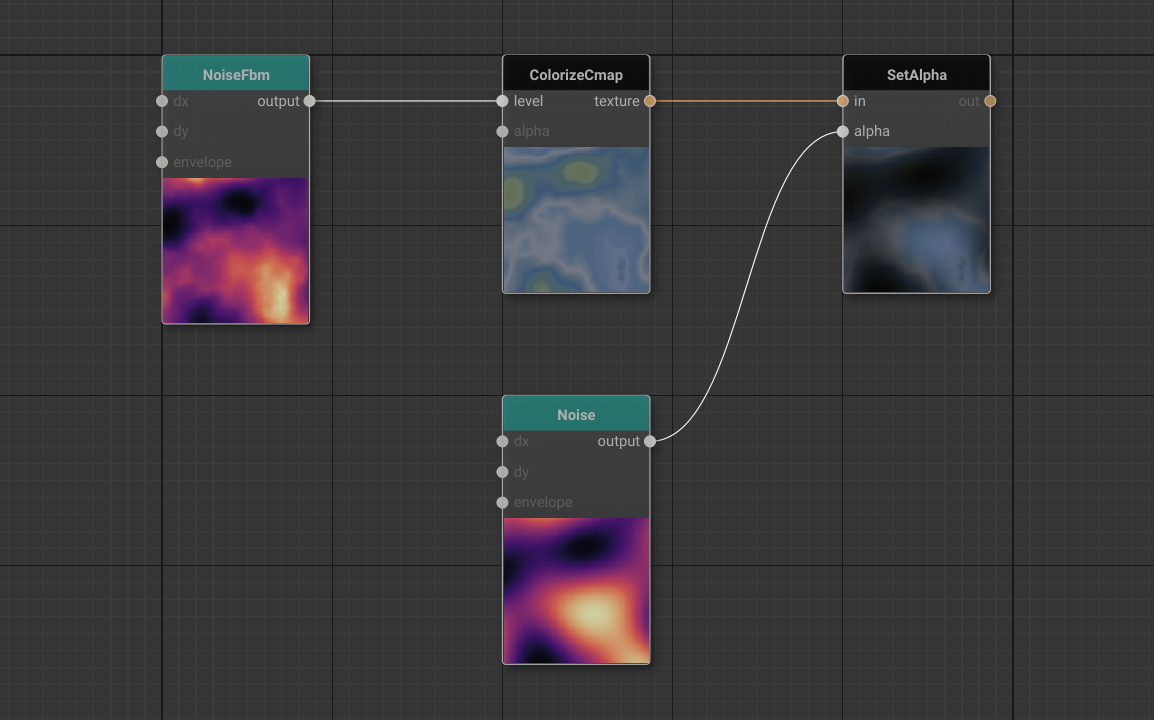 NoiseFbm
dx output
dy
envelope
ColorizeCmap
level texture
alpha
SetAlpha
in out
alpha
Noise
dx output
dy
envelope